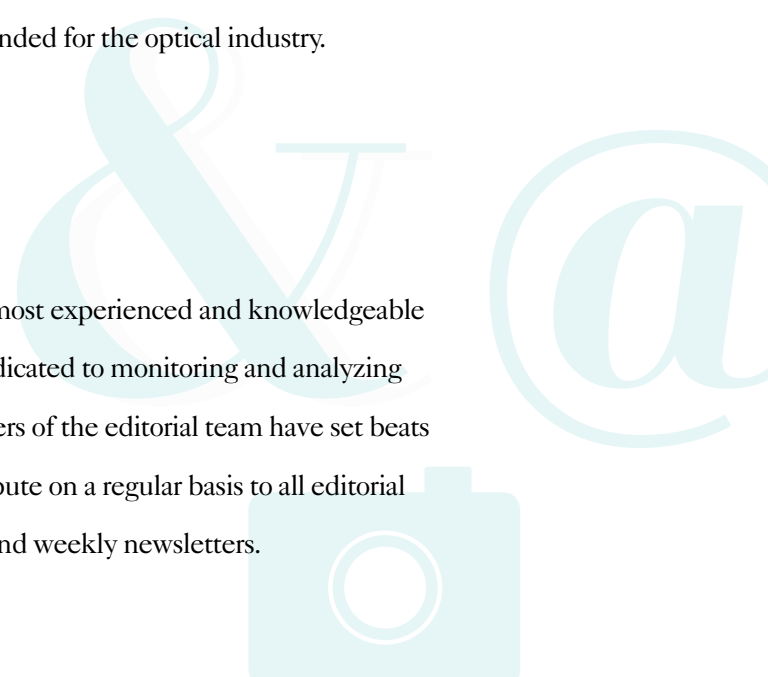 nded for the optical industry.
&
@
most experienced and knowledgeable
dicated to monitoring and analyzing
ers of the editorial team have set beats
bute on a regular basis to all editorial
nd weekly newsletters.